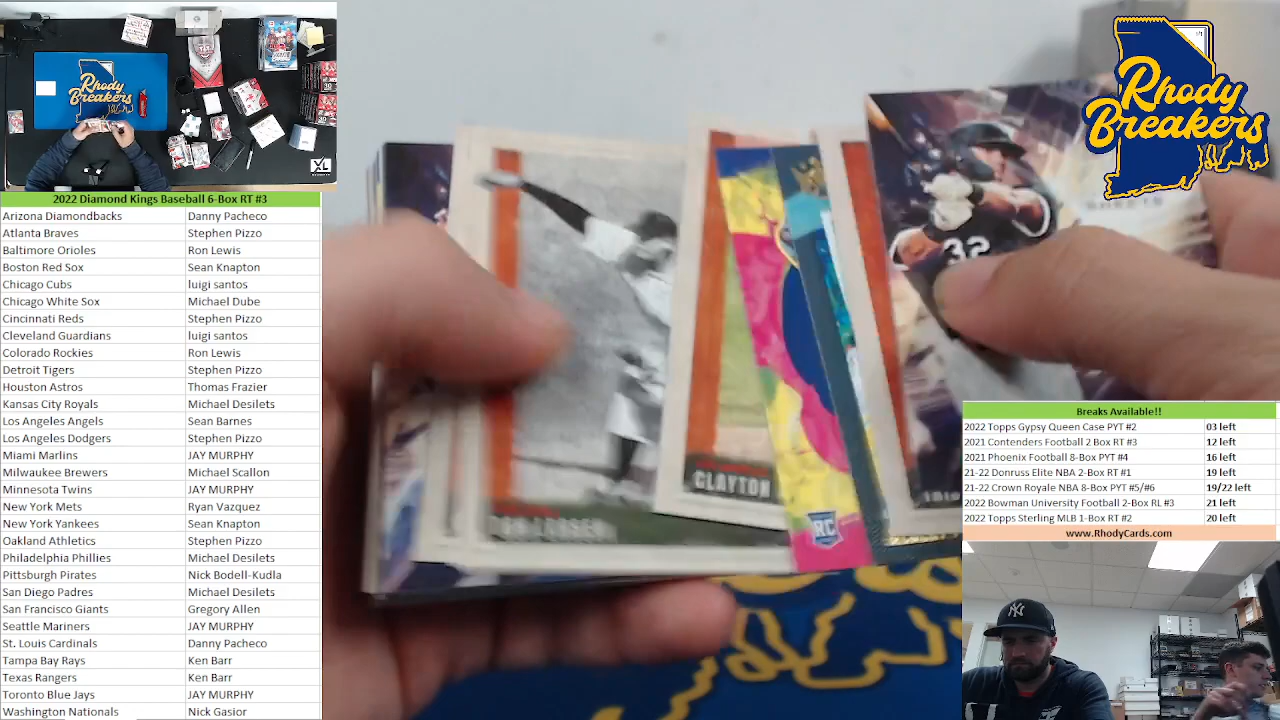 Rhody
Breakers
2022 Diamond Kings Baseball 6-Box RT #3
Arizona Diamondbacks Danny Pacheco
Atlanta Braves Stephen Pizzo
Baltimore Orioles Ron Lewis
Boston Red Sox Sean Knapton
Chicago Cubs luigi santos
Chicago White Sox Michael Dube
Cincinnati Reds Stephen Pizzo
Cleveland Guardians luigi santos
Colorado Rockies Ron Lewis
Detroit Tigers Stephen Pizzo
Houston Astros Thomas Frazier
Kansas City Royals Michael Desilets
Los Angeles Angels Sean Barnes
Los Angeles Dodgers Stephen Pizzo
Miami Marlins JAY MURPHY
Milwaukee Brewers Michael Scallon
Minnesota Twins JAY MURPHY
New York Mets Ryan Vazquez
New York Yankees Sean Knapton
Oakland Athletics Stephen Pizzo
Philadelphia Phillies Michael Desilets
Pittsburgh Pirates Nick Bodell-Kudla
San Diego Padres Michael Desilets
San Francisco Giants Gregory Allen
Seattle Mariners JAY MURPHY
St. Louis Cardinals Danny Pacheco
Tampa Bay Rays Ken Barr
Texas Rangers Ken Barr
Toronto Blue Jays JAY MURPHY
Washington Nationals Nick Gasior
32
CLAYTON
RC
Rhody
Breakers
Breaks Available!!
2022 Topps Gypsy Queen Case PYT #2 03 left
2021 Contenders Football 2 Box RT #3 12 left
2021 Phoenix Football 8-Box PYT #4 16 left
21-22 Donruss Elite NBA 2-Box RT #1 19 left
21-22 Crown Royale NBA 8-Box PYT #5/#6 19/22 left
2022 Bowman University Football 2-Box RL #3 21 left
2022 Topps Sterling MLB 1-Box RT #2 20 left
www.RhodyCards.com